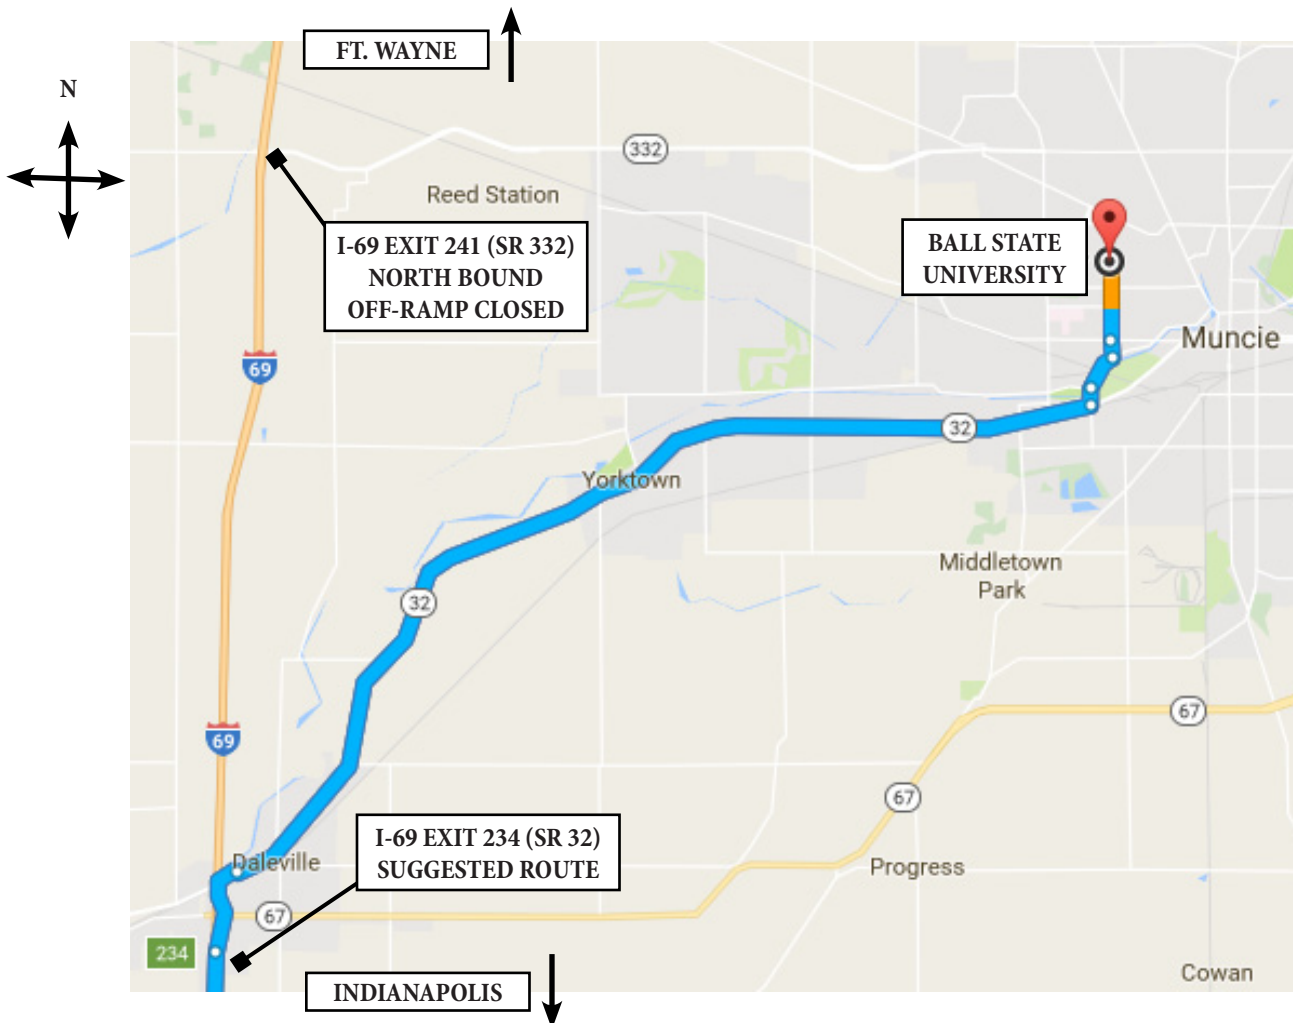 FT. WAYNE
N
332
Reed Station
I-69 EXIT 241 (SR 332)
NORTH BOUND
OFF-RAMP CLOSED
BALL STATE
UNIVERSITY
Muncie
69
32
Yorktown
Middletown
Park
32
67
69
67
I-69 EXIT 234 (SR 32)
SUGGESTED ROUTE
Daleville
Progress
67
234
INDIANAPOLIS
Cowan